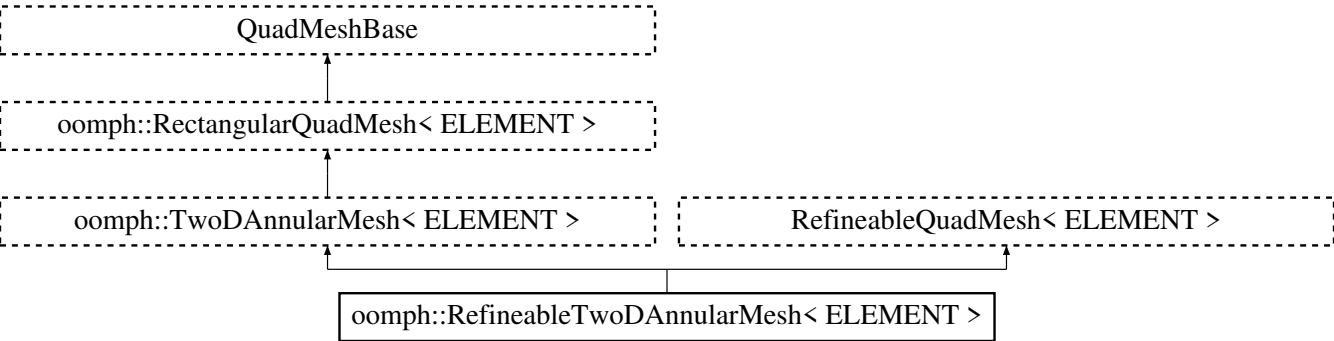 QuadMeshBase
oomph::RectangularQuadMesh< ELEMENT >
oomph::TwoDAnnularMesh< ELEMENT >
RefineableQuadMesh< ELEMENT >
oomph::RefineableTwoDAnnularMesh< ELEMENT >